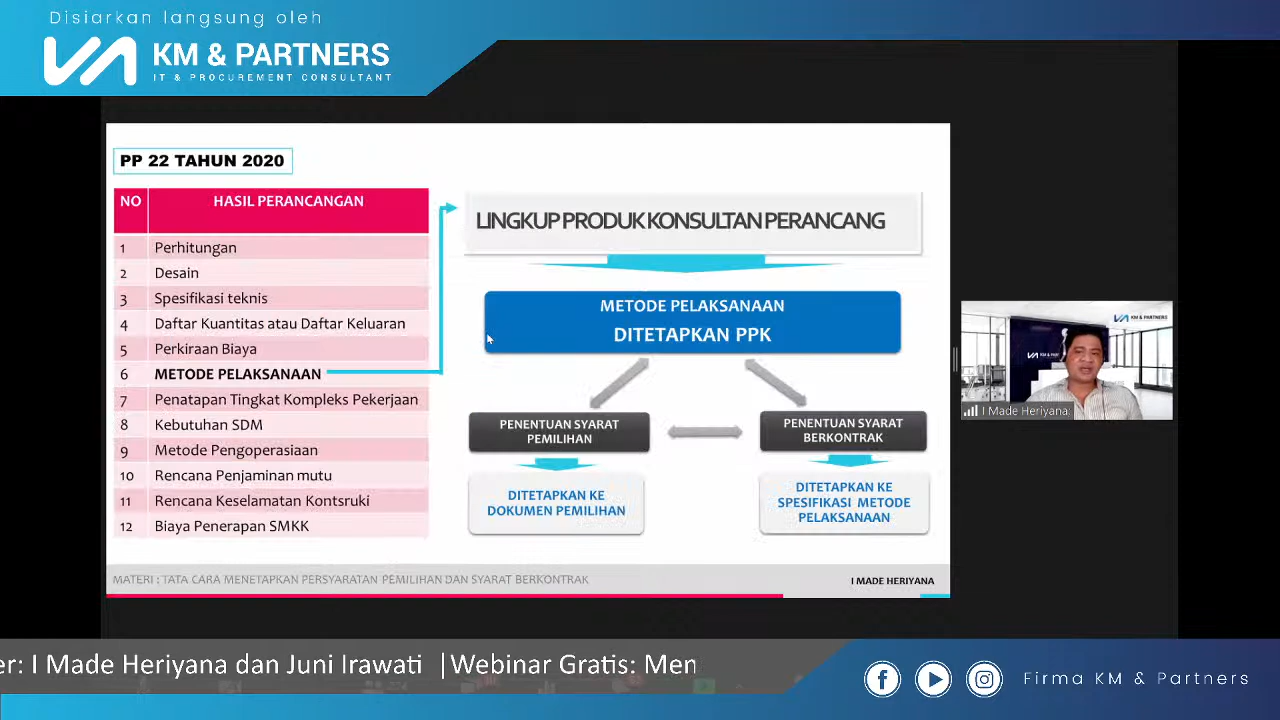 Disiarkan langsung oleh
KM & PARTNERS
IT & PROCUREMENT CONSULTANT
PP 22 TAHUN 2020
NO HASIL PERANCANGAN
1 Perhitungan
2 Desain
3 Spesifikasi teknis
4 Daftar Kuantitas atau Daftar Keluaran
5 Perkiraan Biaya
6 METODE PELAKSANAAN
7 Penatapan Tingkat Kompleks Pekerjaan
8 Kebutuhan SDM
9 Metode Pengoperasiaan
10 Rencana Penjaminan mutu
11 Rencana Keselamatan Kontsruki
12 Biaya Penerapan SMKK
LINGKUP PRODUK KONSULTAN PERANCANG
METODE PELAKSANAAN
DITETAPKAN PPK
PENENTUAN SYARAT
PEMILIHAN
PENENTUAN SYARAT
BERKONTRAK
DITETAPKAN KE
DOKUMEN PEMILIHAN
DITETAPKAN KE
SPESIFIKASI METODE
PELAKSANAAN
MATERI : TATA CARA MENETAPKAN PERSYARATAN PEMILIHAN DAN SYARAT BERKONTRAK
I MADE HERIYANA
KM & PARTNERS
I Made Heriyana:
er: I Made Heriyana dan Juni Irawati |Webinar Gratis: Men
Firma KM & Partners